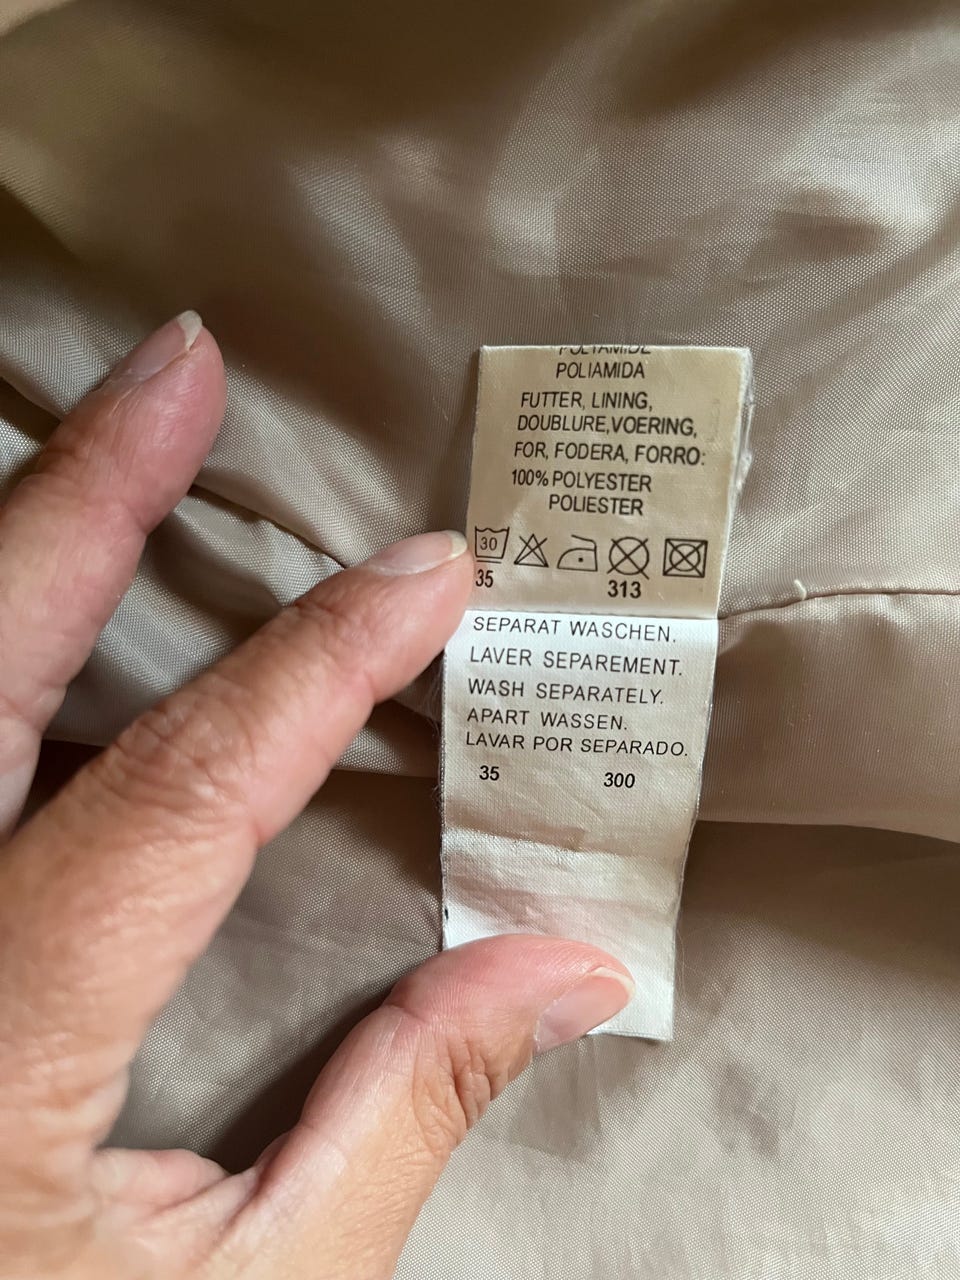 POLYAMIDE
POLIAMIDA
FUTTER, LINING,
DOUBLURE,VOERING,
FOR, FODERA, FORRO:
100% POLYESTER
POLIESTER
30
35 313
SEPARAT WASCHEN.
LAVER SEPAREMENT.
WASH SEPARATELY.
APART WASSEN.
LAVAR POR SEPARADO.
35 300